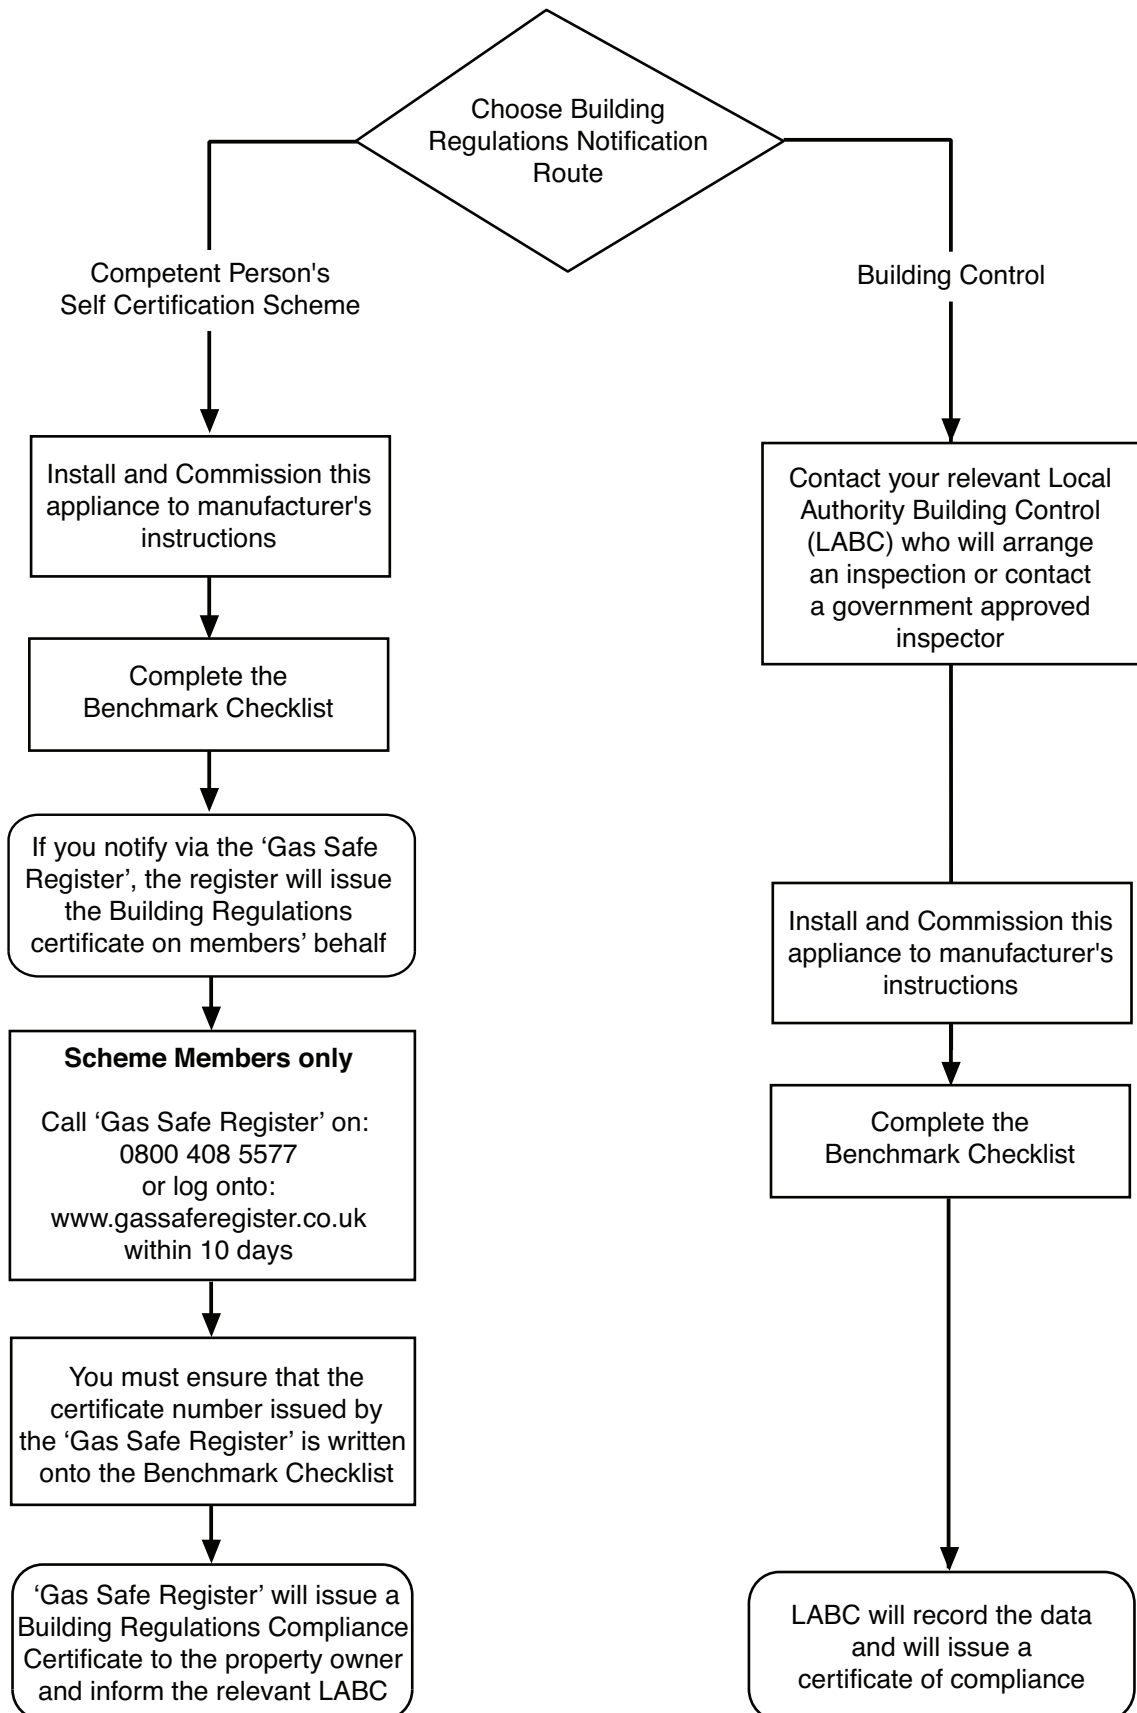 Choose Building
Regulations Notification
Route
Competent Person's
Self Certification Scheme
Building Control
Install and Commission this
appliance to manufacturer's
instructions
Complete the
Benchmark Checklist
If you notify via the ‘Gas Safe
Register’, the register will issue
the Building Regulations
certificate on members’ behalf
Scheme Members only
Call ‘Gas Safe Register’ on:
0800 408 5577
or log onto:
www.gassaferegister.co.uk
within 10 days
You must ensure that the
certificate number issued by
the ‘Gas Safe Register’ is written
onto the Benchmark Checklist
‘Gas Safe Register’ will issue a
Building Regulations Compliance
Certificate to the property owner
and inform the relevant LABC
Contact your relevant Local
Authority Building Control
(LABC) who will arrange
an inspection or contact
a government approved
inspector
Install and Commission this
appliance to manufacturer's
instructions
Complete the
Benchmark Checklist
LABC will record the data
and will issue a
certificate of compliance